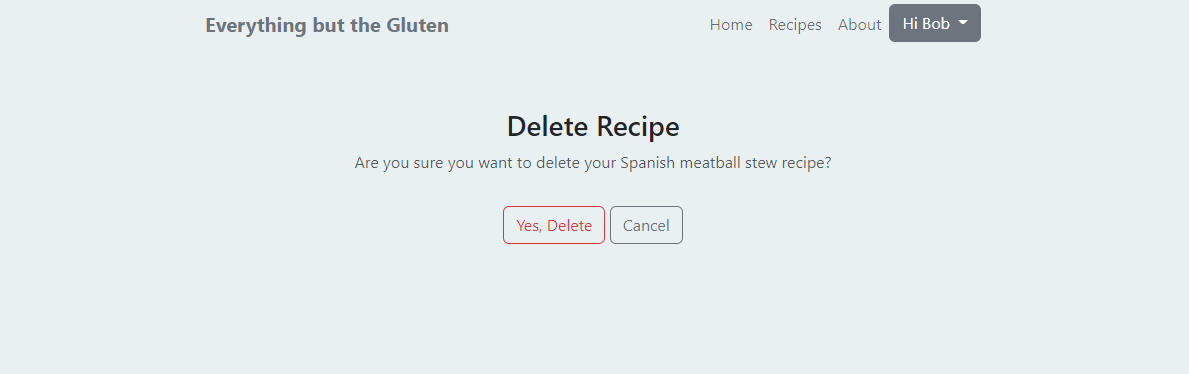 Everything but the Gluten Home Recipes About Hi Bob
Delete Recipe
Are you sure you want to delete your Spanish meatball stew recipe?
Yes, Delete Cancel